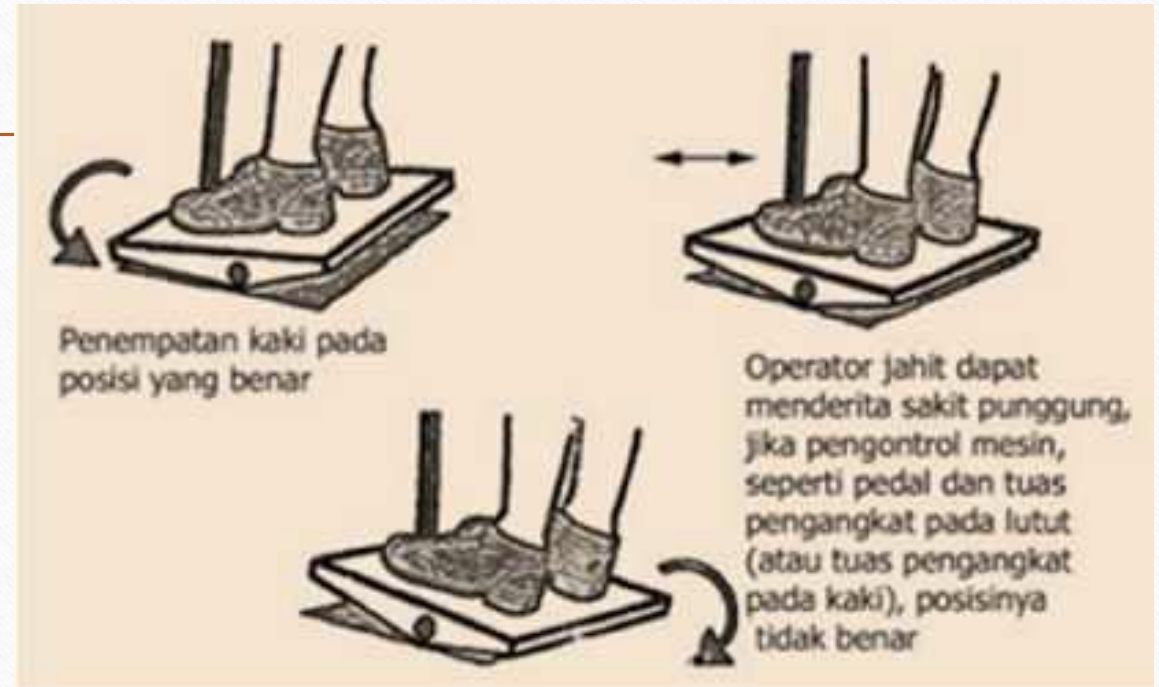 Penempatan kaki pada
posisi yang benar
Operator jahit dapat
menderita sakit punggung,
jika pengontrol mesin,
seperti pedal dan tuas
pengangkat pada lutut
(atau tuas pengangkat
pada kaki), posisinya
tidak benar